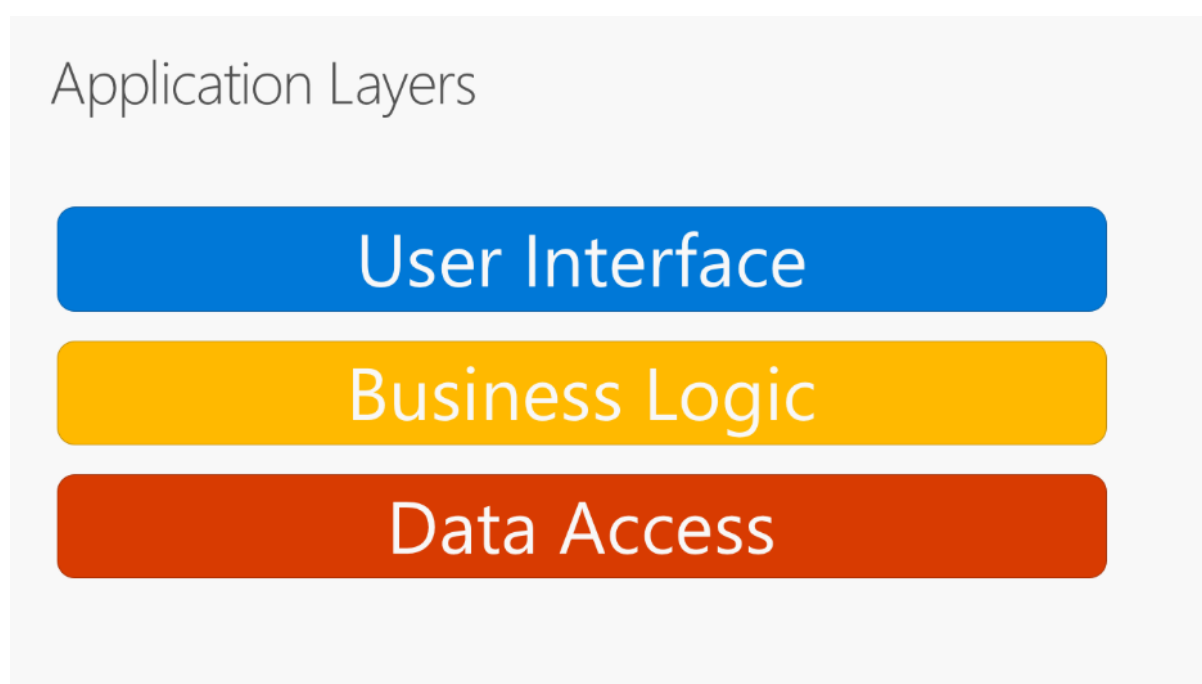 Application Layers
User Interface
Business Logic
Data Access